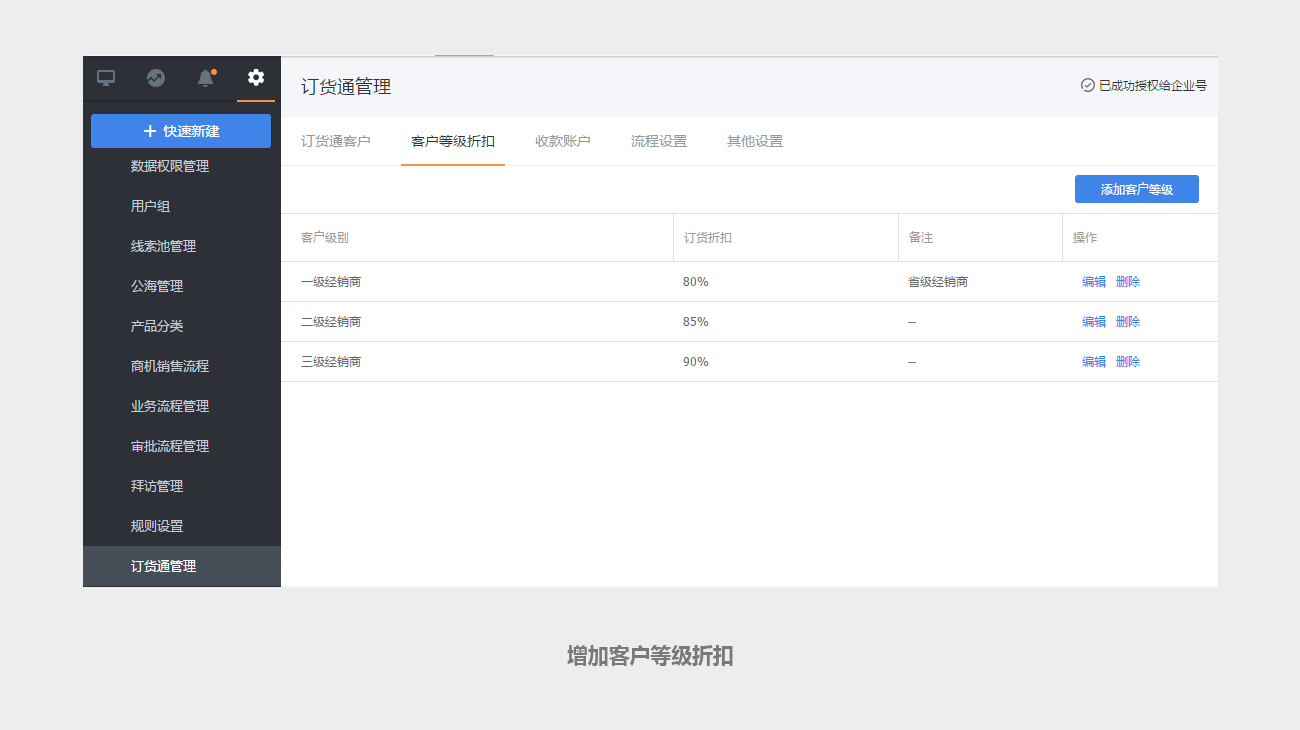 订货通管理
已成功授权给企业号
快速新建
数据权限管理
用户组
线索池管理
公海管理
产品分类
商机销售流程
业务流程管理
审批流程管理
拜访管理
规则设置
订货通管理
订货通客户 客户等级折扣 收款账户 流程设置 其他设置
添加客户等级
客户级别 订货折扣 备注 操作
一级经销商 80% 省级经销商 编辑 删除
二级经销商 85% -- 编辑 删除
三级经销商 90% -- 编辑 删除
增加客户等级折扣